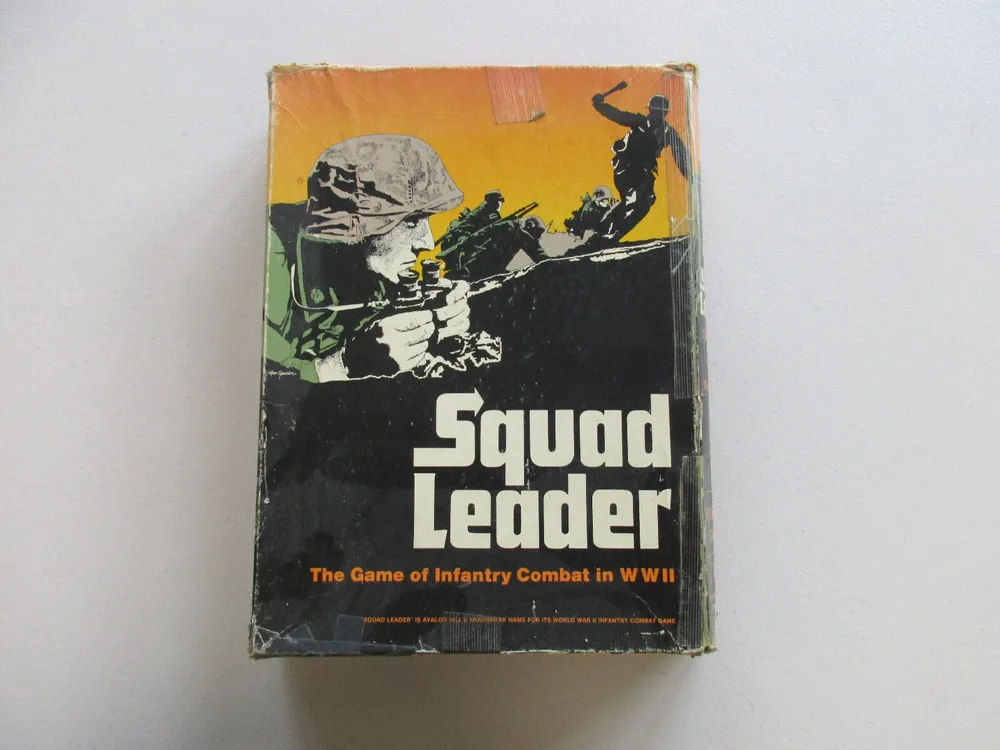 Squad
Leader
The Game of Infantry Combat in WWII
"SQUAD LEADER" IS AVALON HILL'S TRADEMARK NAME FOR ITS WORLD WAR II INFANTRY COMBAT GAME